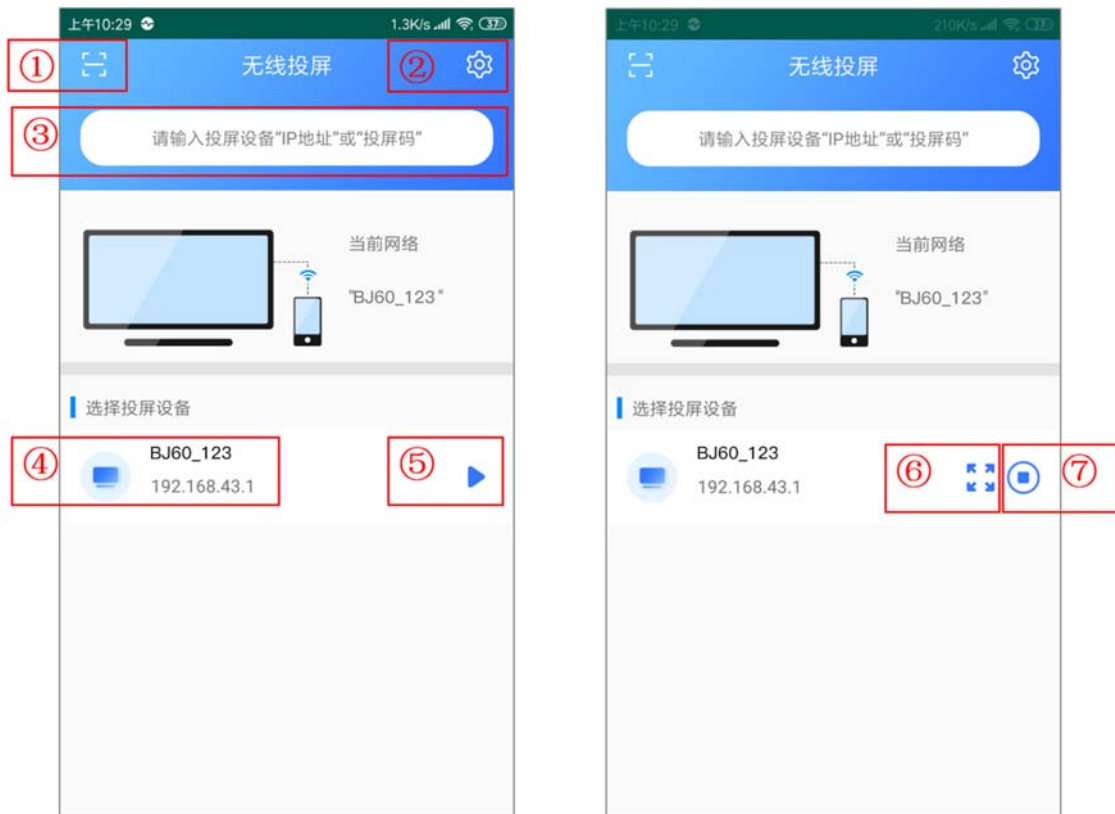 上午10:29 1.3K/s 37
① 无线投屏 ②
③ 请输入投屏设备"IP地址"或"投屏码"
当前网络
"BJ60_123"
选择投屏设备
④ BJ60_123 ⑤
192.168.43.1
上午10:29 210K/s 37
无线投屏
请输入投屏设备"IP地址"或"投屏码"
当前网络
"BJ60_123"
选择投屏设备
BJ60_123 ⑥ ⑦
192.168.43.1